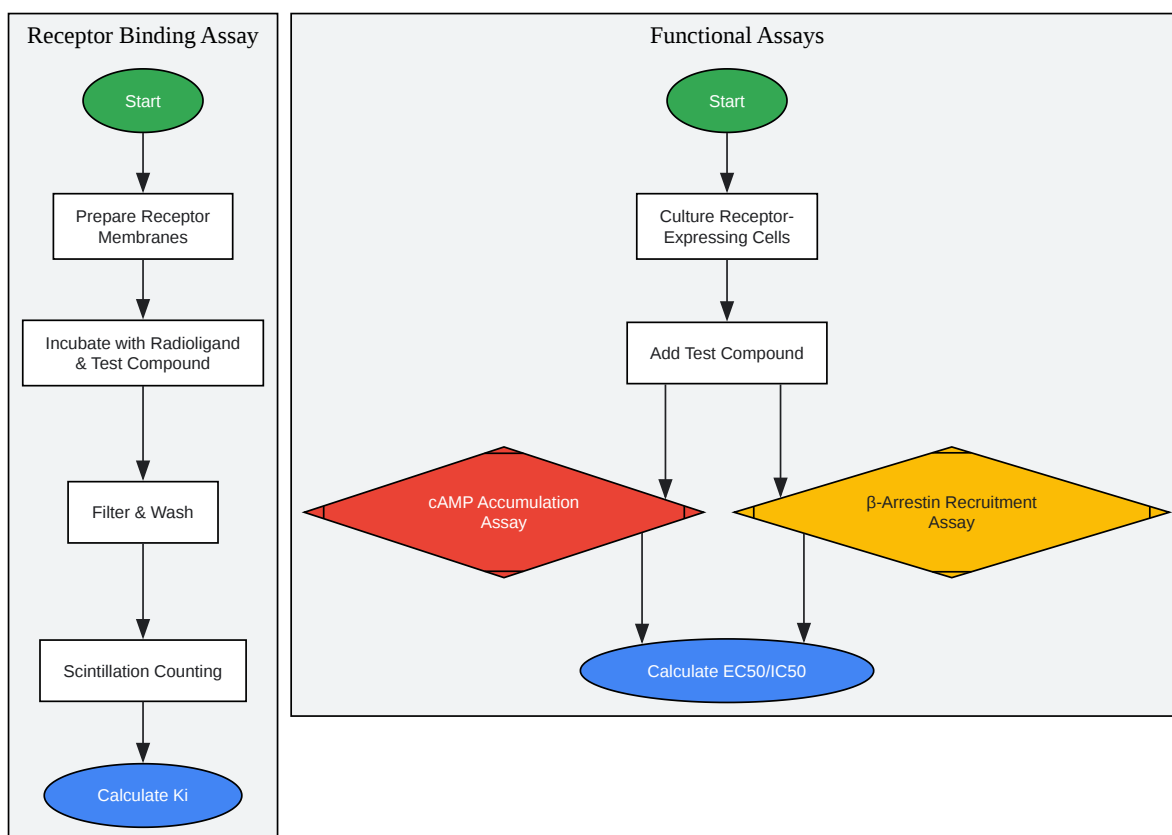 Receptor Binding Assay
Start
Prepare Receptor
Membranes
Incubate with Radioligand
& Test Compound
Filter & Wash
Scintillation Counting
Calculate Ki
Functional Assays
Start
Culture Receptor-
Expressing Cells
Add Test Compound
cAMP Accumulation
Assay
β-Arrestin Recruitment
Assay
Calculate EC50/IC50